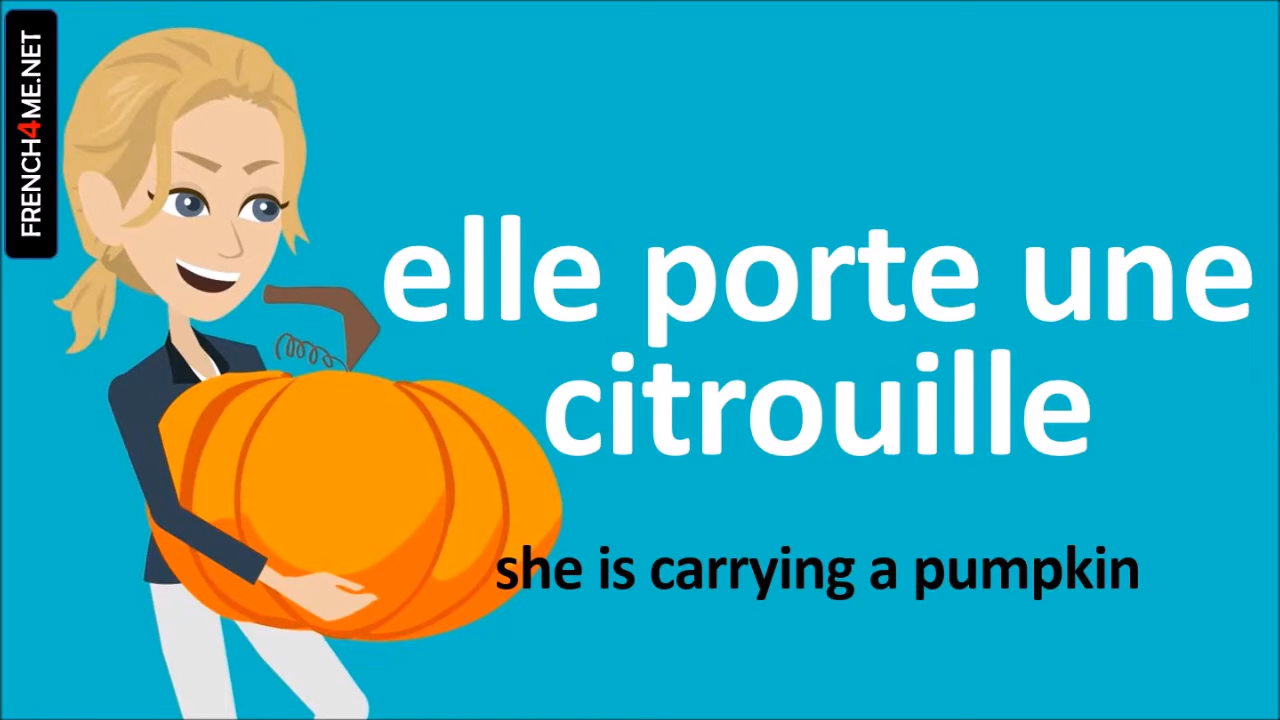 FRENCH4ME.NET
elle porte une
citrouille
she is carrying a pumpkin